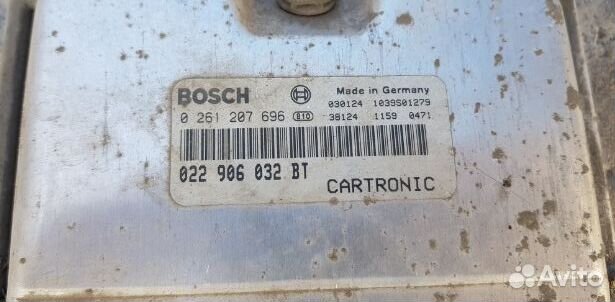 BOSCH Made in Germany
030124 1039S01279
0 261 207 696 810 38124 1159 0471
022 906 032 BT
CARTRONIC
Avito